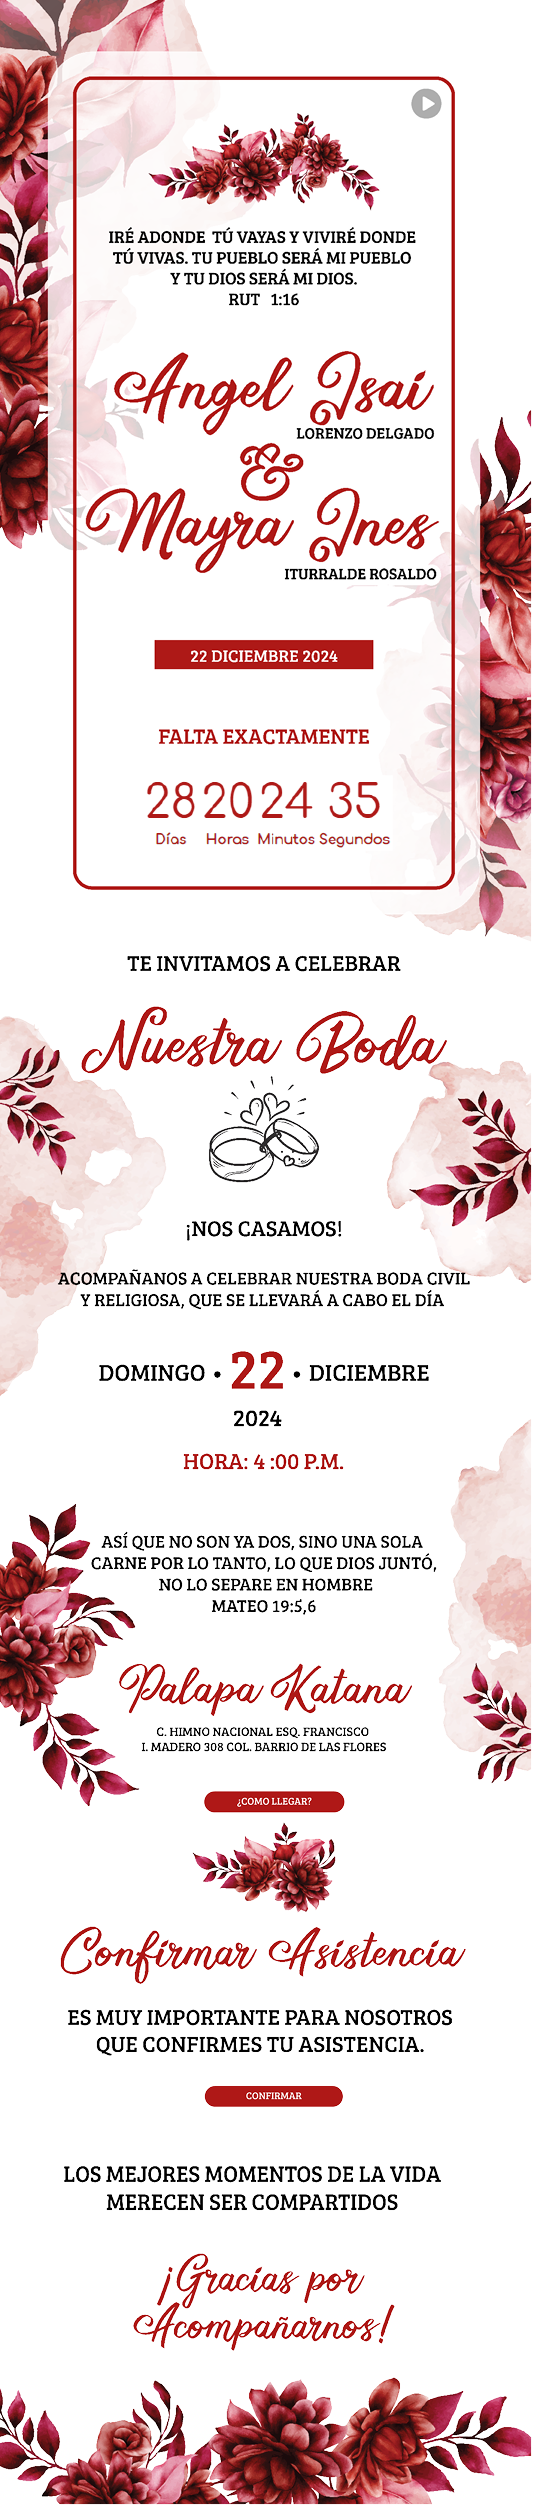 IRÉ ADONDE TÚ VAYAS Y VIVIRÉ DONDE
TÚ VIVAS. TU PUEBLO SERÁ MI PUEBLO
Y TU DIOS SERÁ MI DIOS.
RUT 1:16
Angel Isai
LORENZO DELGADO
&
Mayra Ines
ITURRALDE ROSALDO
22 DICIEMBRE 2024
FALTA EXACTAMENTE
28 20 24 35
Días Horas Minutos Segundos
TE INVITAMOS A CELEBRAR
Nuestra Boda
¡NOS CASAMOS!
ACOMPAÑANOS A CELEBRAR NUESTRA BODA CIVIL
Y RELIGIOSA, QUE SE LLEVARÁ A CABO EL DÍA
DOMINGO • 22 • DICIEMBRE
2024
HORA: 4 :00 P.M.
ASÍ QUE NO SON YA DOS, SINO UNA SOLA
CARNE POR LO TANTO, LO QUE DIOS JUNTÓ,
NO LO SEPARE EN HOMBRE
MATEO 19:5,6
Palapa Katana
C. HIMNO NACIONAL ESQ. FRANCISCO
I. MADERO 308 COL. BARRIO DE LAS FLORES
¿COMO LLEGAR?
Confirmar Asistencia
ES MUY IMPORTANTE PARA NOSOTROS
QUE CONFIRMES TU ASISTENCIA.
CONFIRMAR
LOS MEJORES MOMENTOS DE LA VIDA
MERECEN SER COMPARTIDOS
¡Gracias por
Acompañarnos!